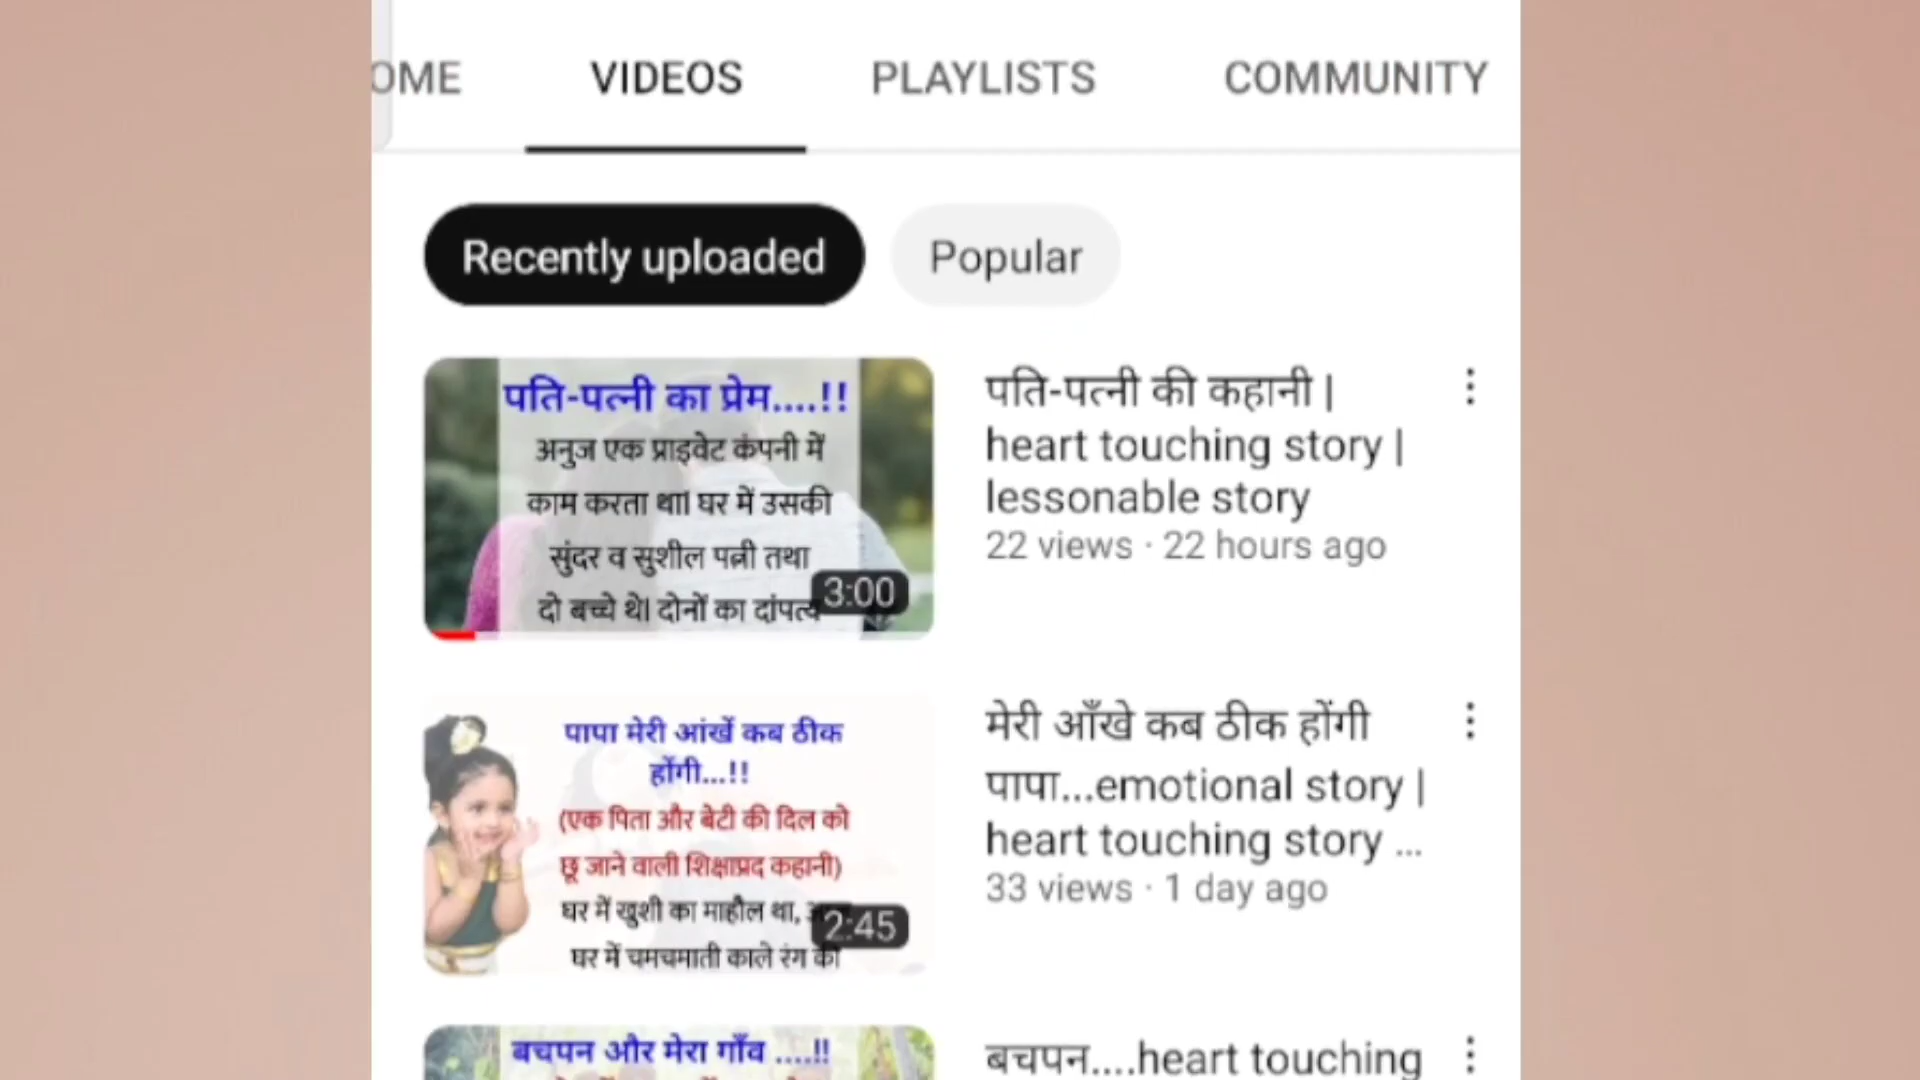 OME VIDEOS PLAYLISTS COMMUNITY
Recently uploaded Popular
पति-पत्नी का प्रेम....!!
अनुज एक प्राइवेट कंपनी में
काम करता था। घर में उसकी
सुंदर व सुशील पत्नी तथा
दो बच्चे थे। दोनों का दांपत्य
3:00
पति-पत्नी की कहानी |
heart touching story |
lessonable story
22 views · 22 hours ago
पापा मेरी आंखें कब ठीक
होंगी...!!
(एक पिता और बेटी की दिल को
छू जाने वाली शिक्षाप्रद कहानी)
घर में खुशी का माहौल था,
घर में चमचमाती काले रंग की
2:45
मेरी आँखे कब ठीक होंगी
पापा...emotional story |
heart touching story ...
33 views · 1 day ago
बचपन और मेरा गाँव ....!!
बचपन....heart touching